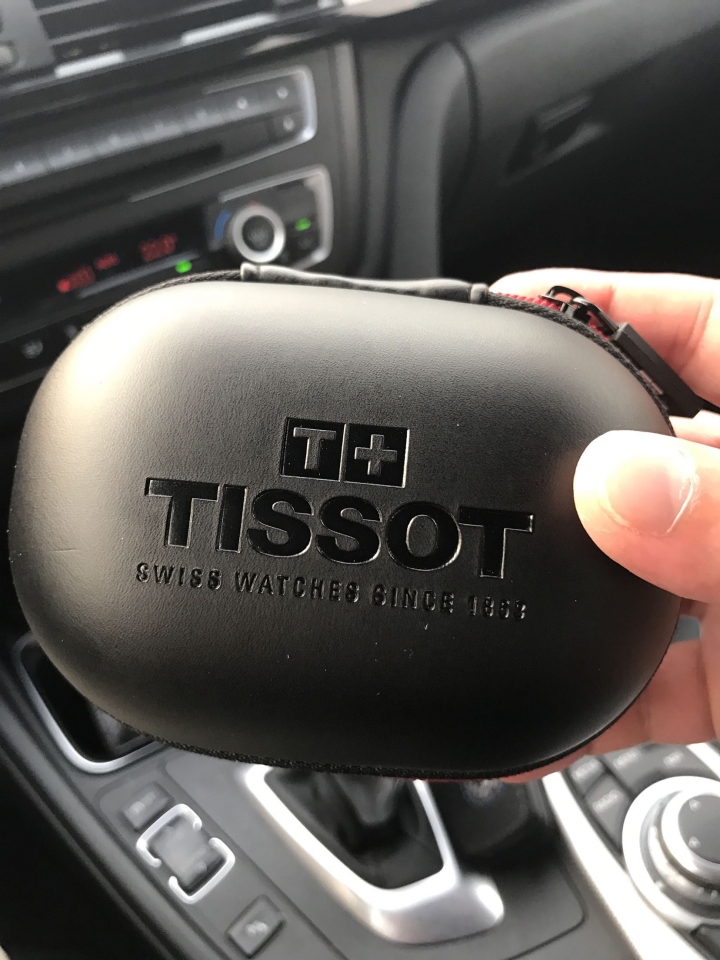 T+
TISSOT
SWISS WATCHES SINCE 1853